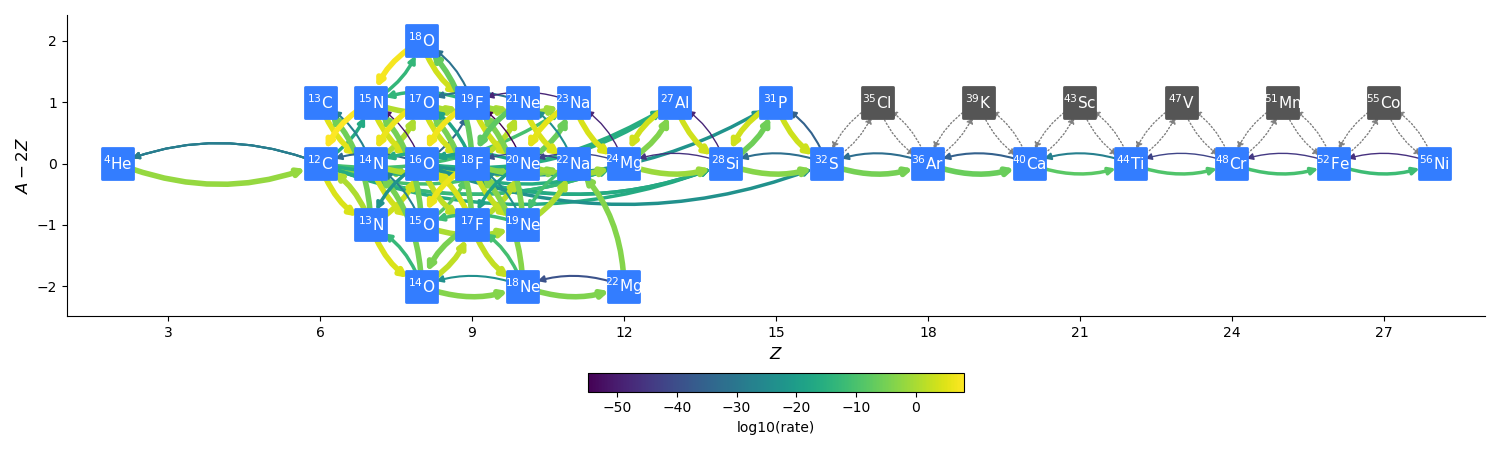 2
1
0
−1
−2
A − 2Z
¹⁸O
¹³C ¹⁵N ¹⁷O ¹⁹F ²¹Ne ²³Na ²⁷Al ³¹P ³⁵Cl ³⁹K ⁴³Sc ⁴⁷V ⁵¹Mn ⁵⁵Co
⁴He ¹²C ¹⁴N ¹⁶O ¹⁸F ²⁰Ne ²²Na ²⁴Mg ²⁸Si ³²S ³⁶Ar ⁴⁰Ca ⁴⁴Ti ⁴⁸Cr ⁵²Fe ⁵⁶Ni
¹³N ¹⁵O ¹⁷F ¹⁹Ne
¹⁴O ¹⁸Ne ²²Mg
3 6 9 12 15 18 21 24 27
Z
−50 −40 −30 −20 −10 0
log10(rate)